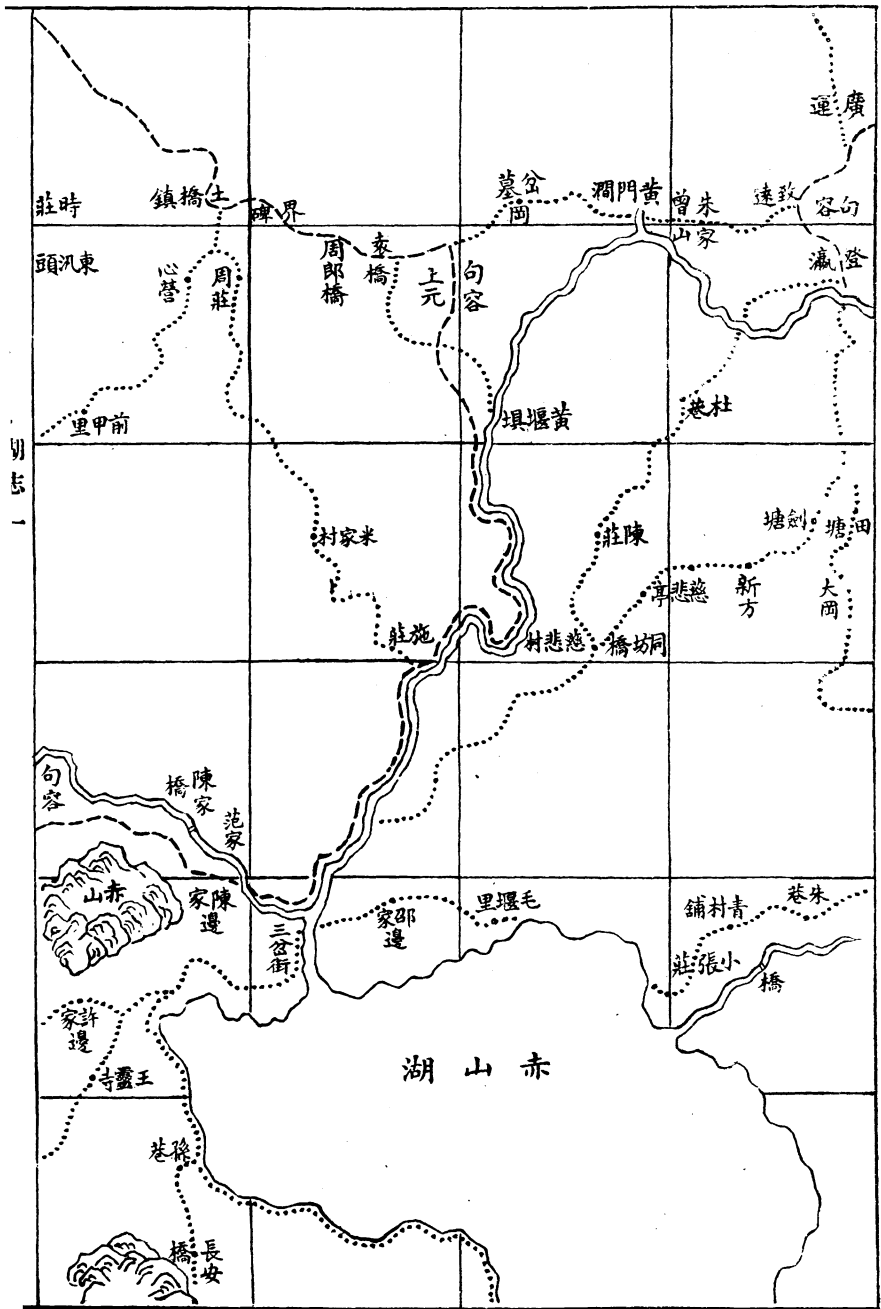 廣運
句容
致遠
朱家
曾山
黃門澗
岔岡
墓
界碑
土橋鎮
時莊
登瀛
句容
上元
袁橋
周郎橋
周莊
心營
東汎頭
杜巷
黃堰壩
前甲里
湖志一
田塘
劍塘
陳莊
米家村
大岡
新方
慈悲亭
同坊橋
慈悲村
施莊
句容
陳家橋
范家
赤山
陳家邊
三岔街
邵家邊
毛堰里
青村舖
朱巷
小張莊
橋
許家邊
王靈寺
赤山湖
孫巷
長安橋